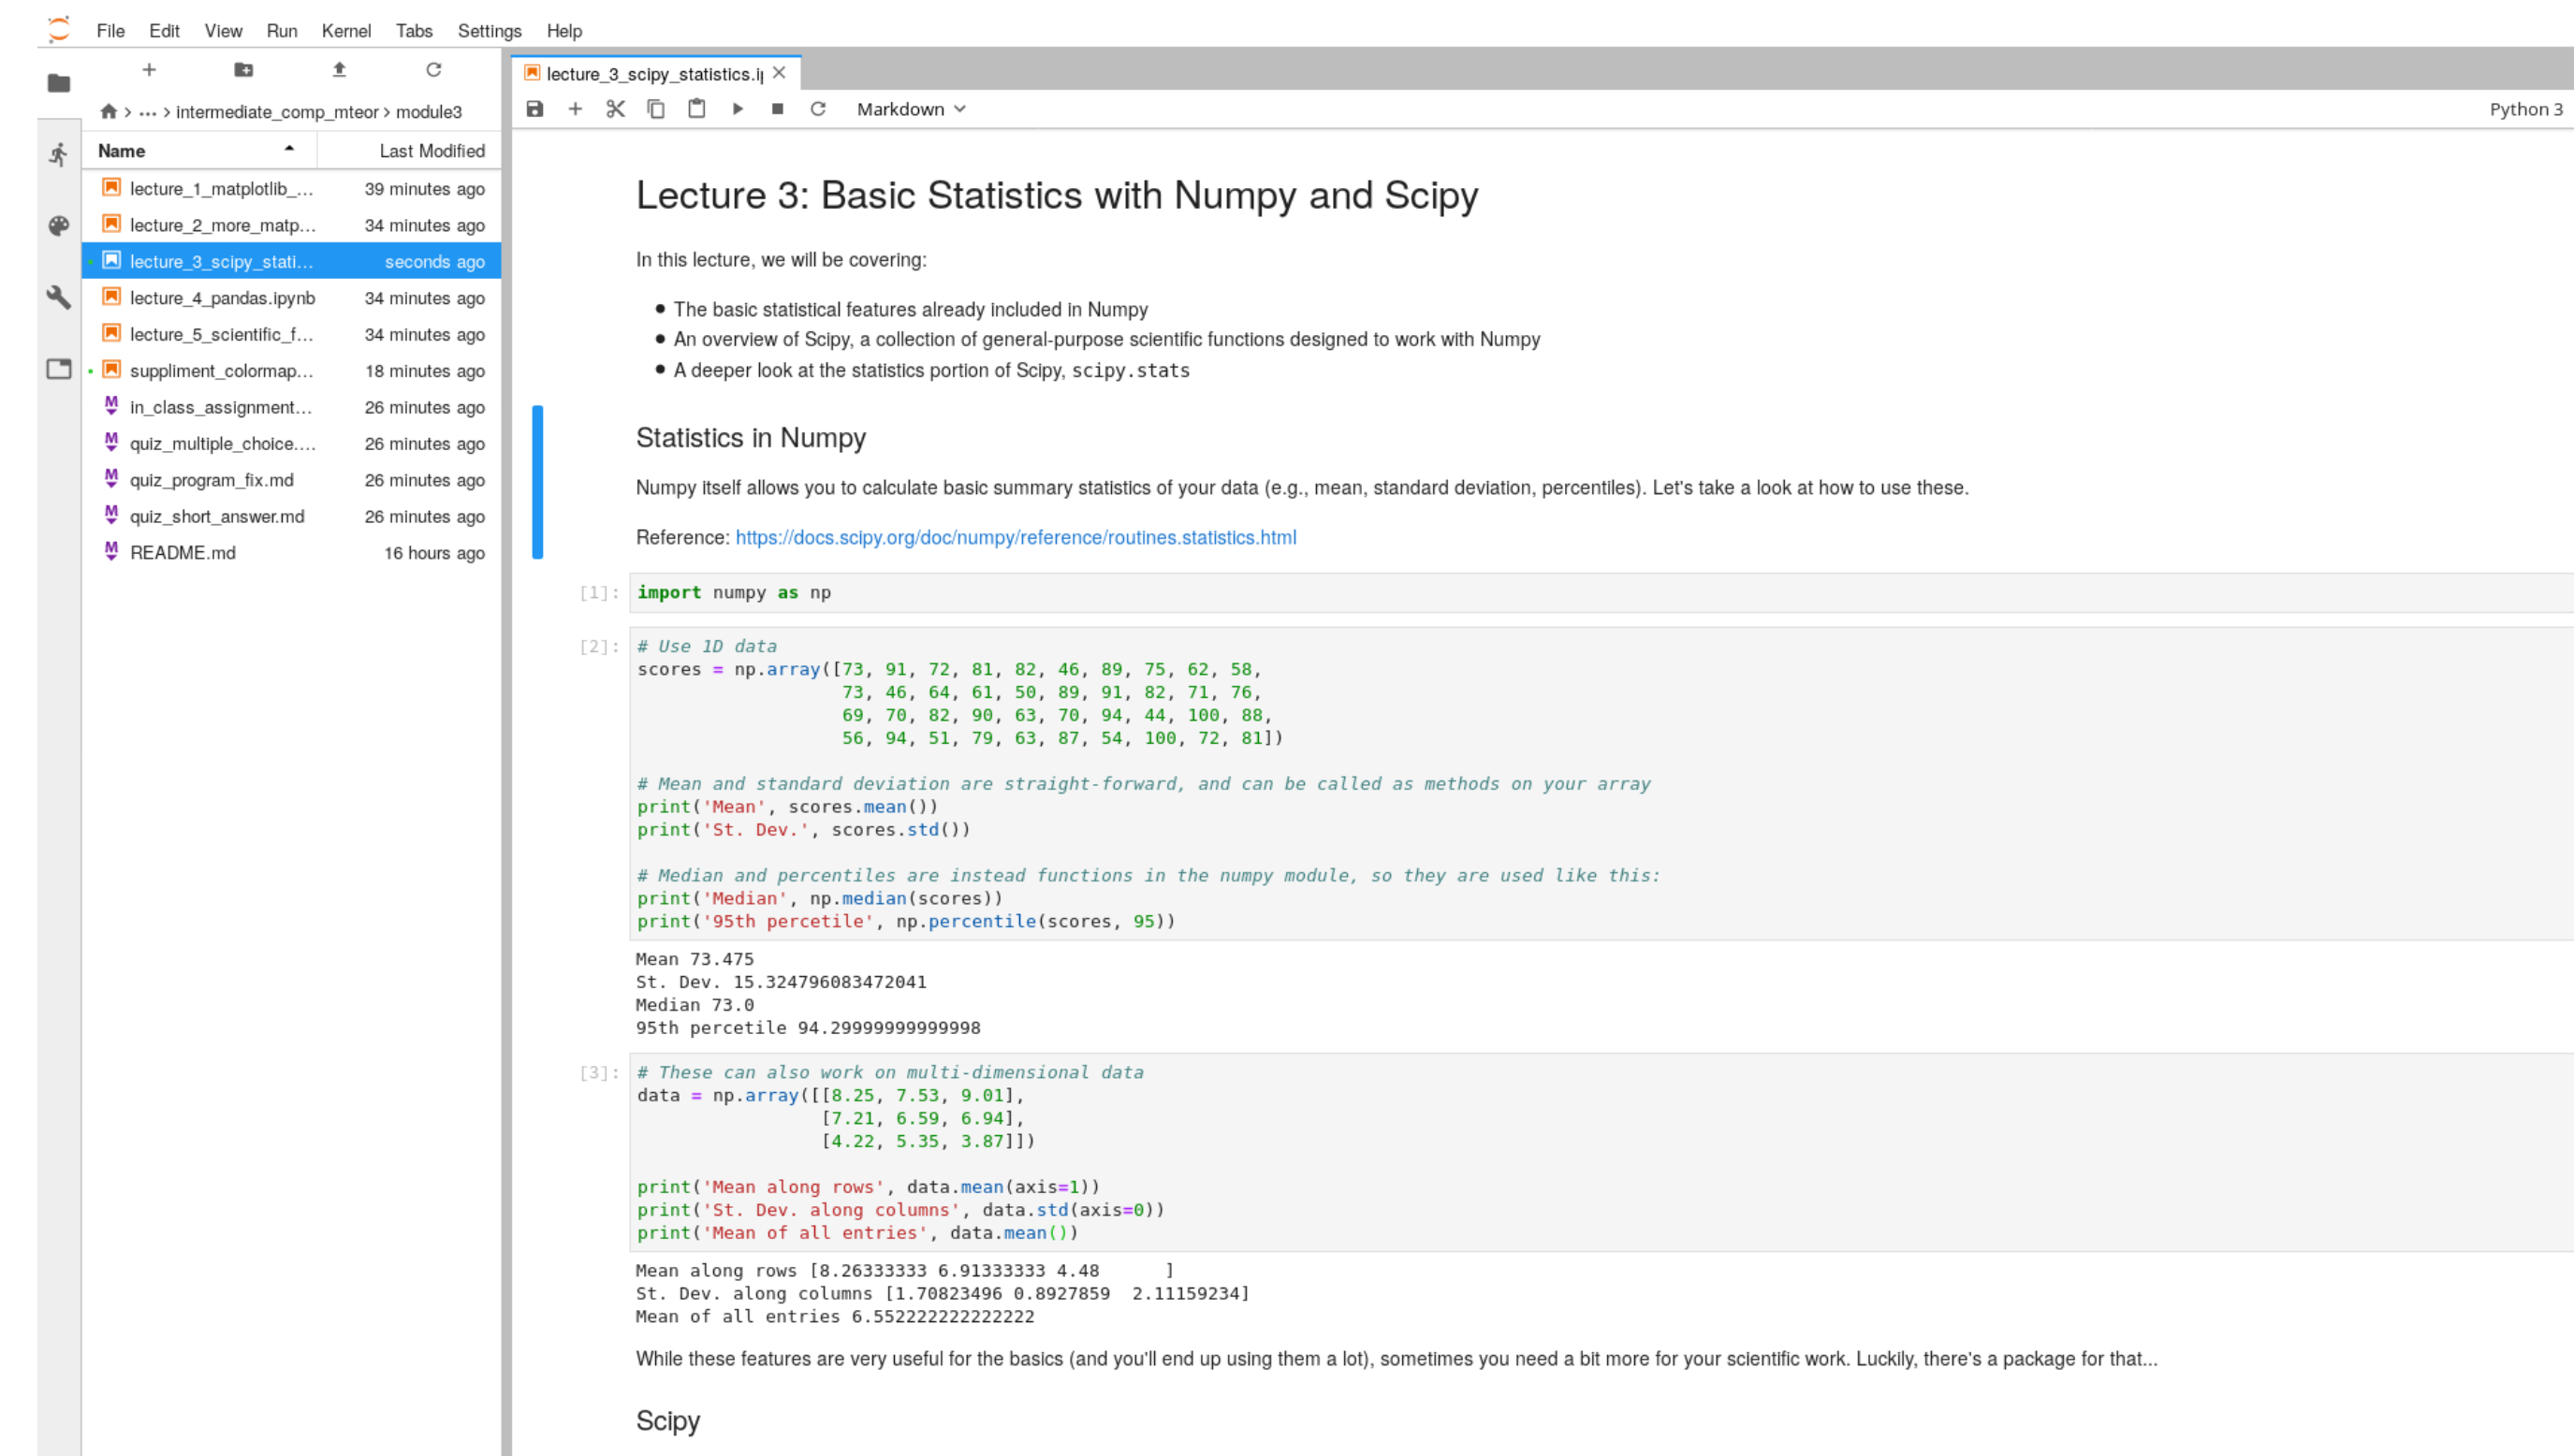 File Edit View Run Kernel Tabs Settings Help
lecture_3_scipy_statistics.i
Markdown
Python 3
… > intermediate_comp_mteor > module3
Name Last Modified
lecture_1_matplotlib_… 39 minutes ago
lecture_2_more_matp… 34 minutes ago
lecture_3_scipy_stati… seconds ago
lecture_4_pandas.ipynb 34 minutes ago
lecture_5_scientific_f… 34 minutes ago
suppliment_colormap… 18 minutes ago
in_class_assignment… 26 minutes ago
quiz_multiple_choice.… 26 minutes ago
quiz_program_fix.md 26 minutes ago
quiz_short_answer.md 26 minutes ago
README.md 16 hours ago
Lecture 3: Basic Statistics with Numpy and Scipy
In this lecture, we will be covering:
• The basic statistical features already included in Numpy
• An overview of Scipy, a collection of general-purpose scientific functions designed to work with Numpy
• A deeper look at the statistics portion of Scipy, scipy.stats
Statistics in Numpy
Numpy itself allows you to calculate basic summary statistics of your data (e.g., mean, standard deviation, percentiles). Let's take a look at how to use these.
Reference: https://docs.scipy.org/doc/numpy/reference/routines.statistics.html
[1]: import numpy as np
[2]: # Use 1D data
scores = np.array([73, 91, 72, 81, 82, 46, 89, 75, 62, 58,
73, 46, 64, 61, 50, 89, 91, 82, 71, 76,
69, 70, 82, 90, 63, 70, 94, 44, 100, 88,
56, 94, 51, 79, 63, 87, 54, 100, 72, 81])
# Mean and standard deviation are straight-forward, and can be called as methods on your array
print('Mean', scores.mean())
print('St. Dev.', scores.std())
# Median and percentiles are instead functions in the numpy module, so they are used like this:
print('Median', np.median(scores))
print('95th percetile', np.percentile(scores, 95))
Mean 73.475
St. Dev. 15.324796083472041
Median 73.0
95th percetile 94.29999999999998
[3]: # These can also work on multi-dimensional data
data = np.array([[8.25, 7.53, 9.01],
[7.21, 6.59, 6.94],
[4.22, 5.35, 3.87]])
print('Mean along rows', data.mean(axis=1))
print('St. Dev. along columns', data.std(axis=0))
print('Mean of all entries', data.mean())
Mean along rows [8.26333333 6.91333333 4.48 ]
St. Dev. along columns [1.70823496 0.8927859 2.11159234]
Mean of all entries 6.552222222222222
While these features are very useful for the basics (and you'll end up using them a lot), sometimes you need a bit more for your scientific work. Luckily, there's a package for that...
Scipy